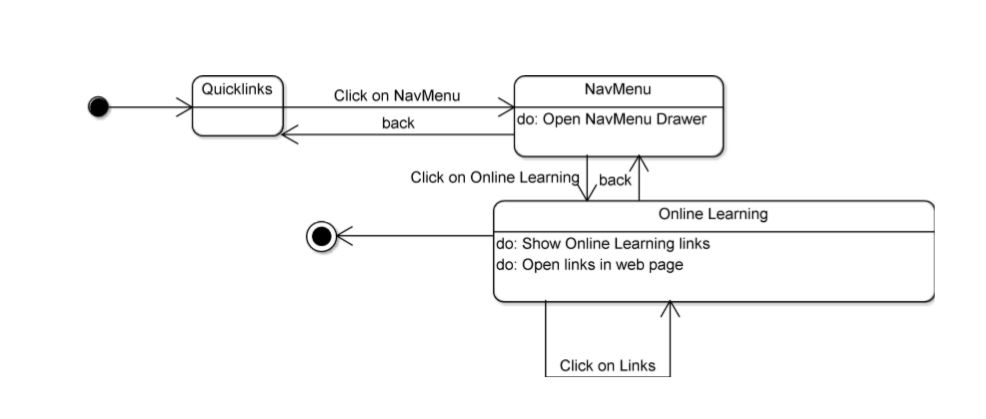 Quicklinks
Click on NavMenu
NavMenu
back
do: Open NavMenu Drawer
Click on Online Learning
back
Online Learning
do: Show Online Learning links
do: Open links in web page
Click on Links